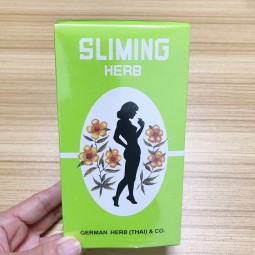 SLIMING
HERB
GERMAN HERB (THAI) & CO.